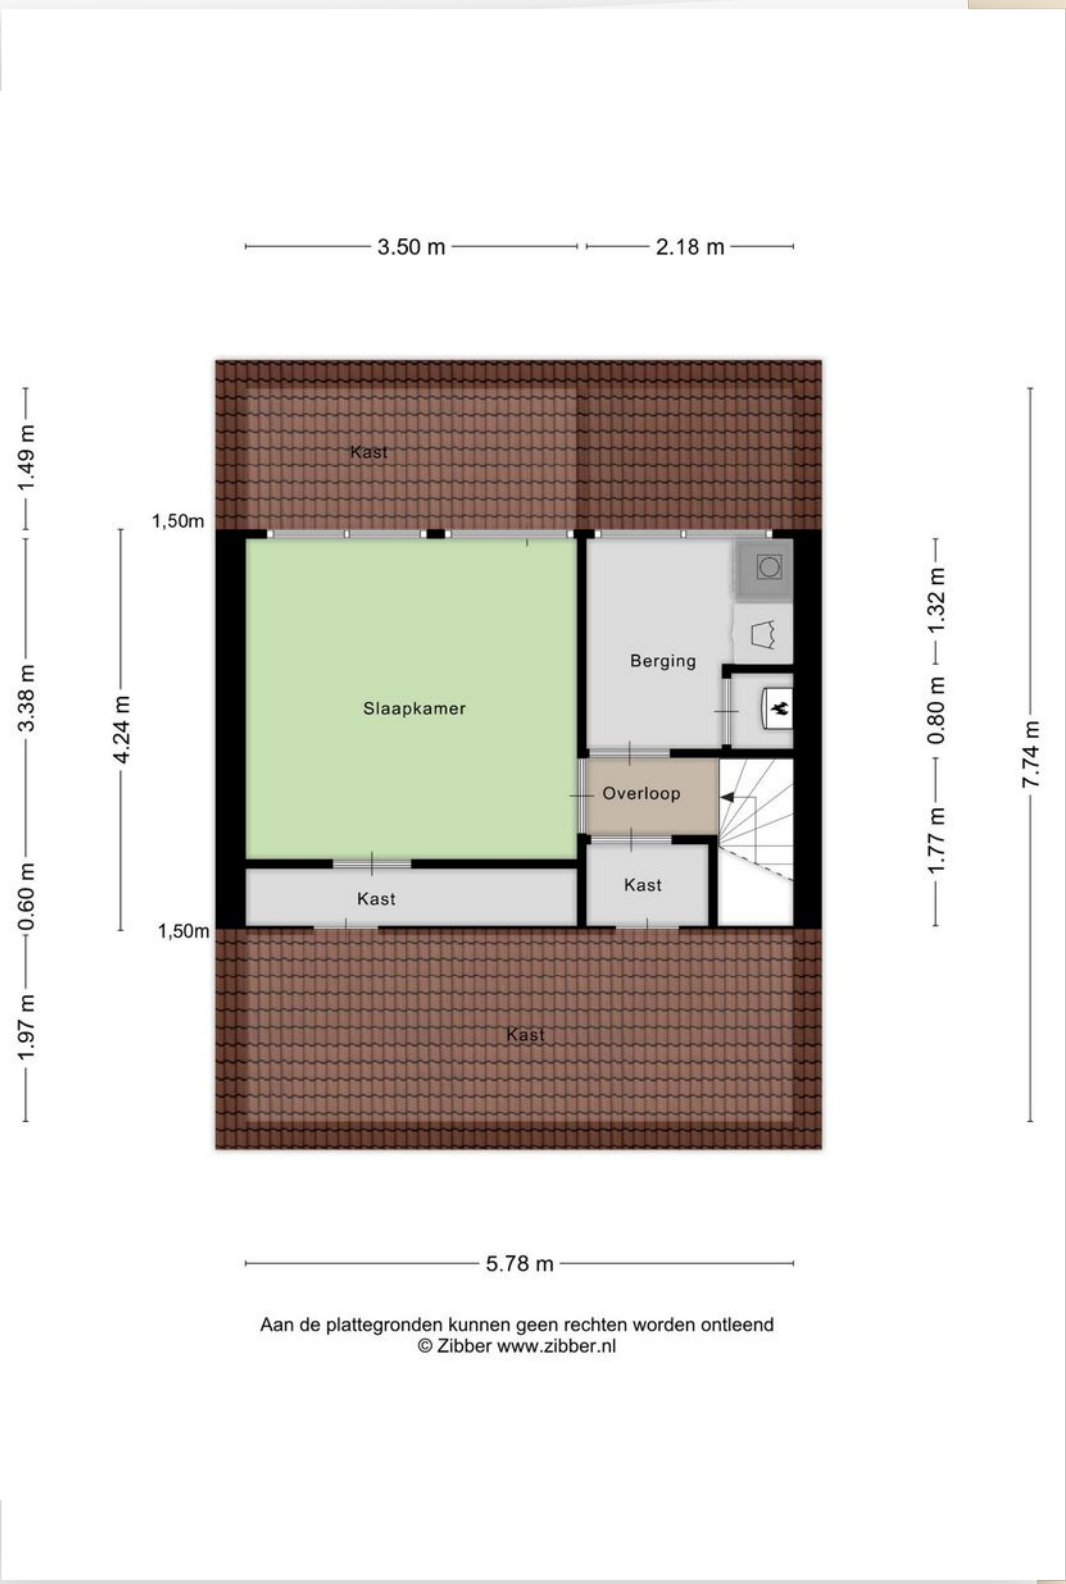 3.50 m
2.18 m
1.49 m
Kast
1,50m
1.32 m
Berging
3.38 m
4.24 m
Slaapkamer
0.80 m
7.74 m
Overloop
1.77 m
0.60 m
Kast
Kast
1,50m
1.97 m
Kast
5.78 m
Aan de plattegronden kunnen geen rechten worden ontleend
© Zibber www.zibber.nl